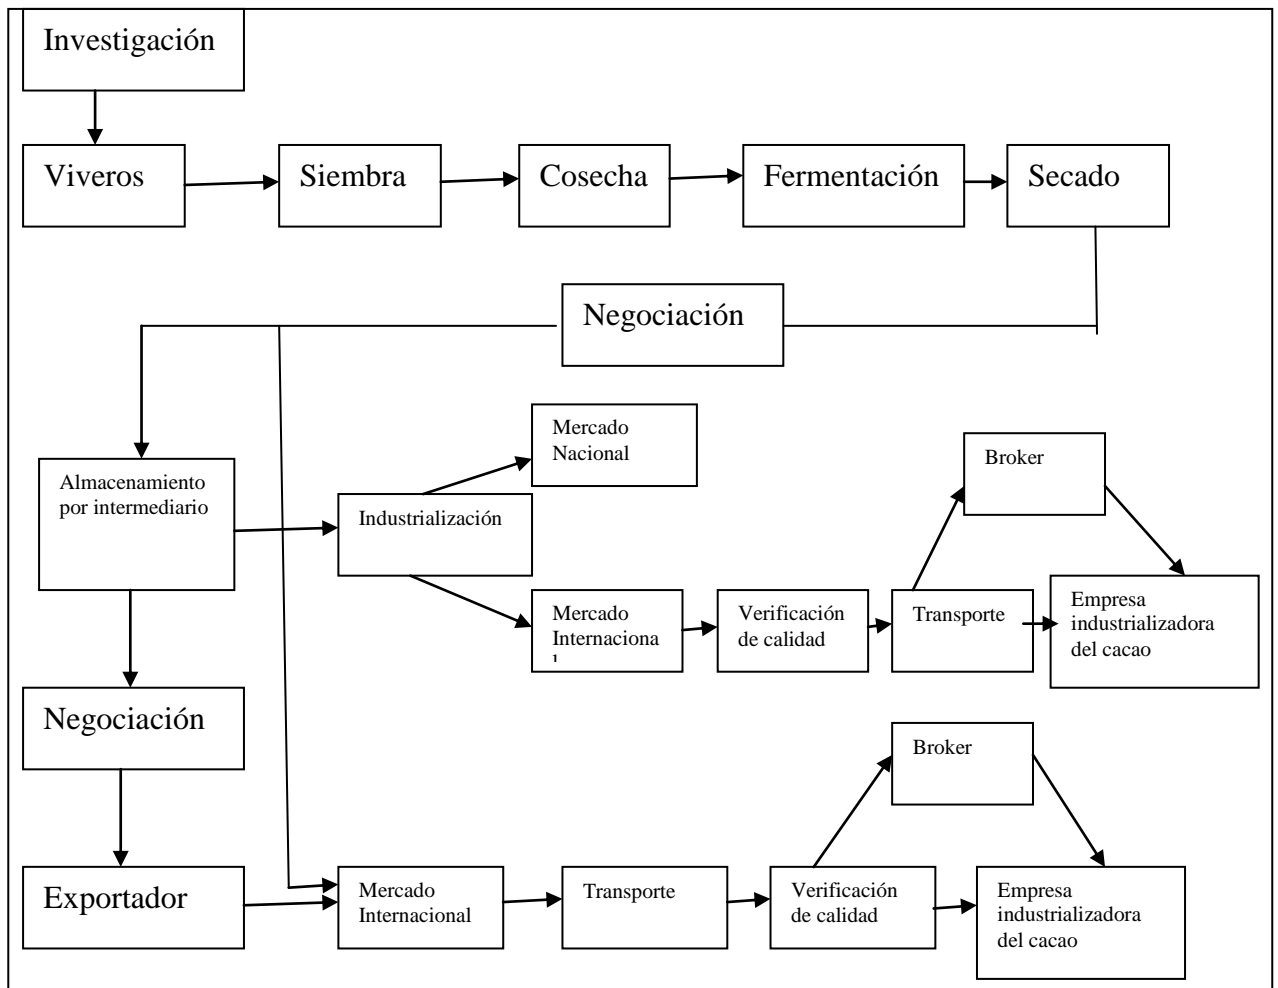 Investigación
Viveros
Siembra
Cosecha
Fermentación
Secado
Negociación
Mercado
Nacional
Broker
Almacenamiento
por intermediario
Industrialización
Mercado
Internaciona
l
Verificación
de calidad
Transporte
Empresa
industrializadora
del cacao
Negociación
Broker
Exportador
Mercado
Internacional
Transporte
Verificación
de calidad
Empresa
industrializadora
del cacao